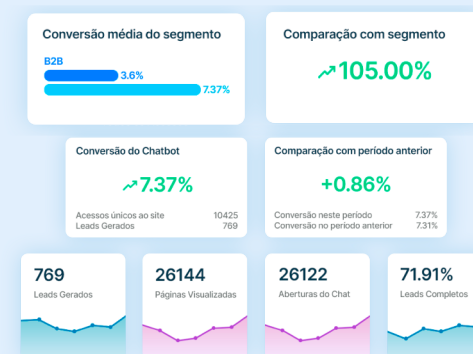 Conversão média do segmento
B2B
3.6%
7.37%
Comparação com segmento
105.00%
Conversão do Chatbot
7.37%
Acessos únicos ao site 10425
Leads Gerados 769
Comparação com período anterior
+0.86%
Conversão neste período 7.37%
Conversão no período anterior 7.31%
769
Leads Gerados
26144
Páginas Visualizadas
26122
Aberturas do Chat
71.91%
Leads Completos